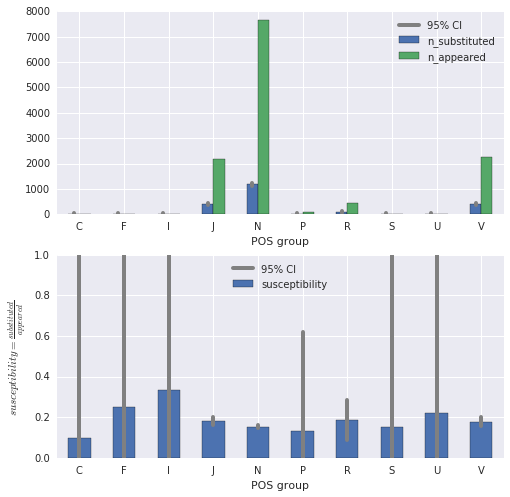 8000
7000
6000
5000
4000
3000
2000
1000
0
95% CI
n_substituted
n_appeared
C F I J N P R S U V
POS group
1.0
0.8
0.6
0.4
0.2
0.0
susceptibility = substituted / appeared
95% CI
susceptibility
C F I J N P R S U V
POS group